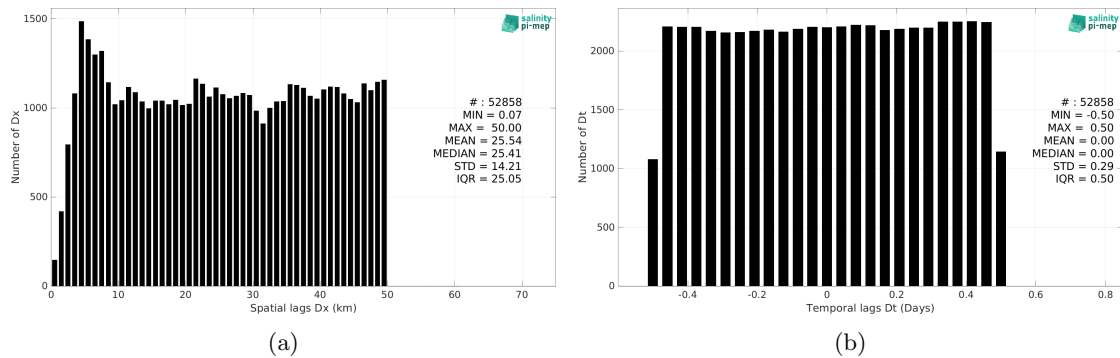 1500
1000
500
0
0 10 20 30 40 50 60 70
Number of Dx
Spatial lags Dx (km)
salinity
pi-mep
# : 52858
MIN = 0.07
MAX = 50.00
MEAN = 25.54
MEDIAN = 25.41
STD = 14.21
IQR = 25.05
(a)
2000
1500
1000
500
0
-0.4 -0.2 0 0.2 0.4 0.6 0.8
Number of Dt
Temporal lags Dt (Days)
salinity
pi-mep
# : 52858
MIN = -0.50
MAX = 0.50
MEAN = 0.00
MEDIAN = 0.00
STD = 0.29
IQR = 0.50
(b)